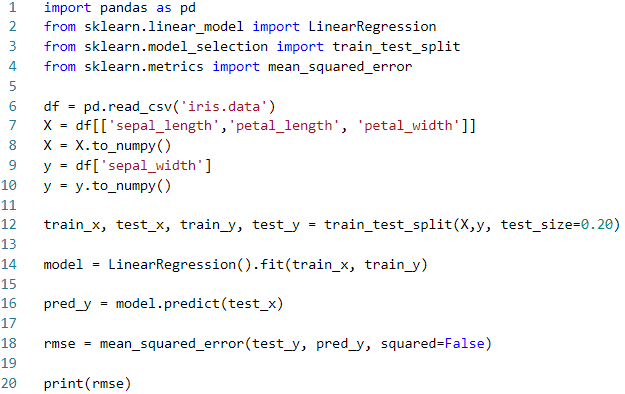 1 import pandas as pd
2 from sklearn.linear_model import LinearRegression
3 from sklearn.model_selection import train_test_split
4 from sklearn.metrics import mean_squared_error
5
6 df = pd.read_csv('iris.data')
7 X = df[['sepal_length','petal_length', 'petal_width']]
8 X = X.to_numpy()
9 y = df['sepal_width']
10 y = y.to_numpy()
11
12 train_x, test_x, train_y, test_y = train_test_split(X,y, test_size=0.20)
13
14 model = LinearRegression().fit(train_x, train_y)
15
16 pred_y = model.predict(test_x)
17
18 rmse = mean_squared_error(test_y, pred_y, squared=False)
19
20 print(rmse)